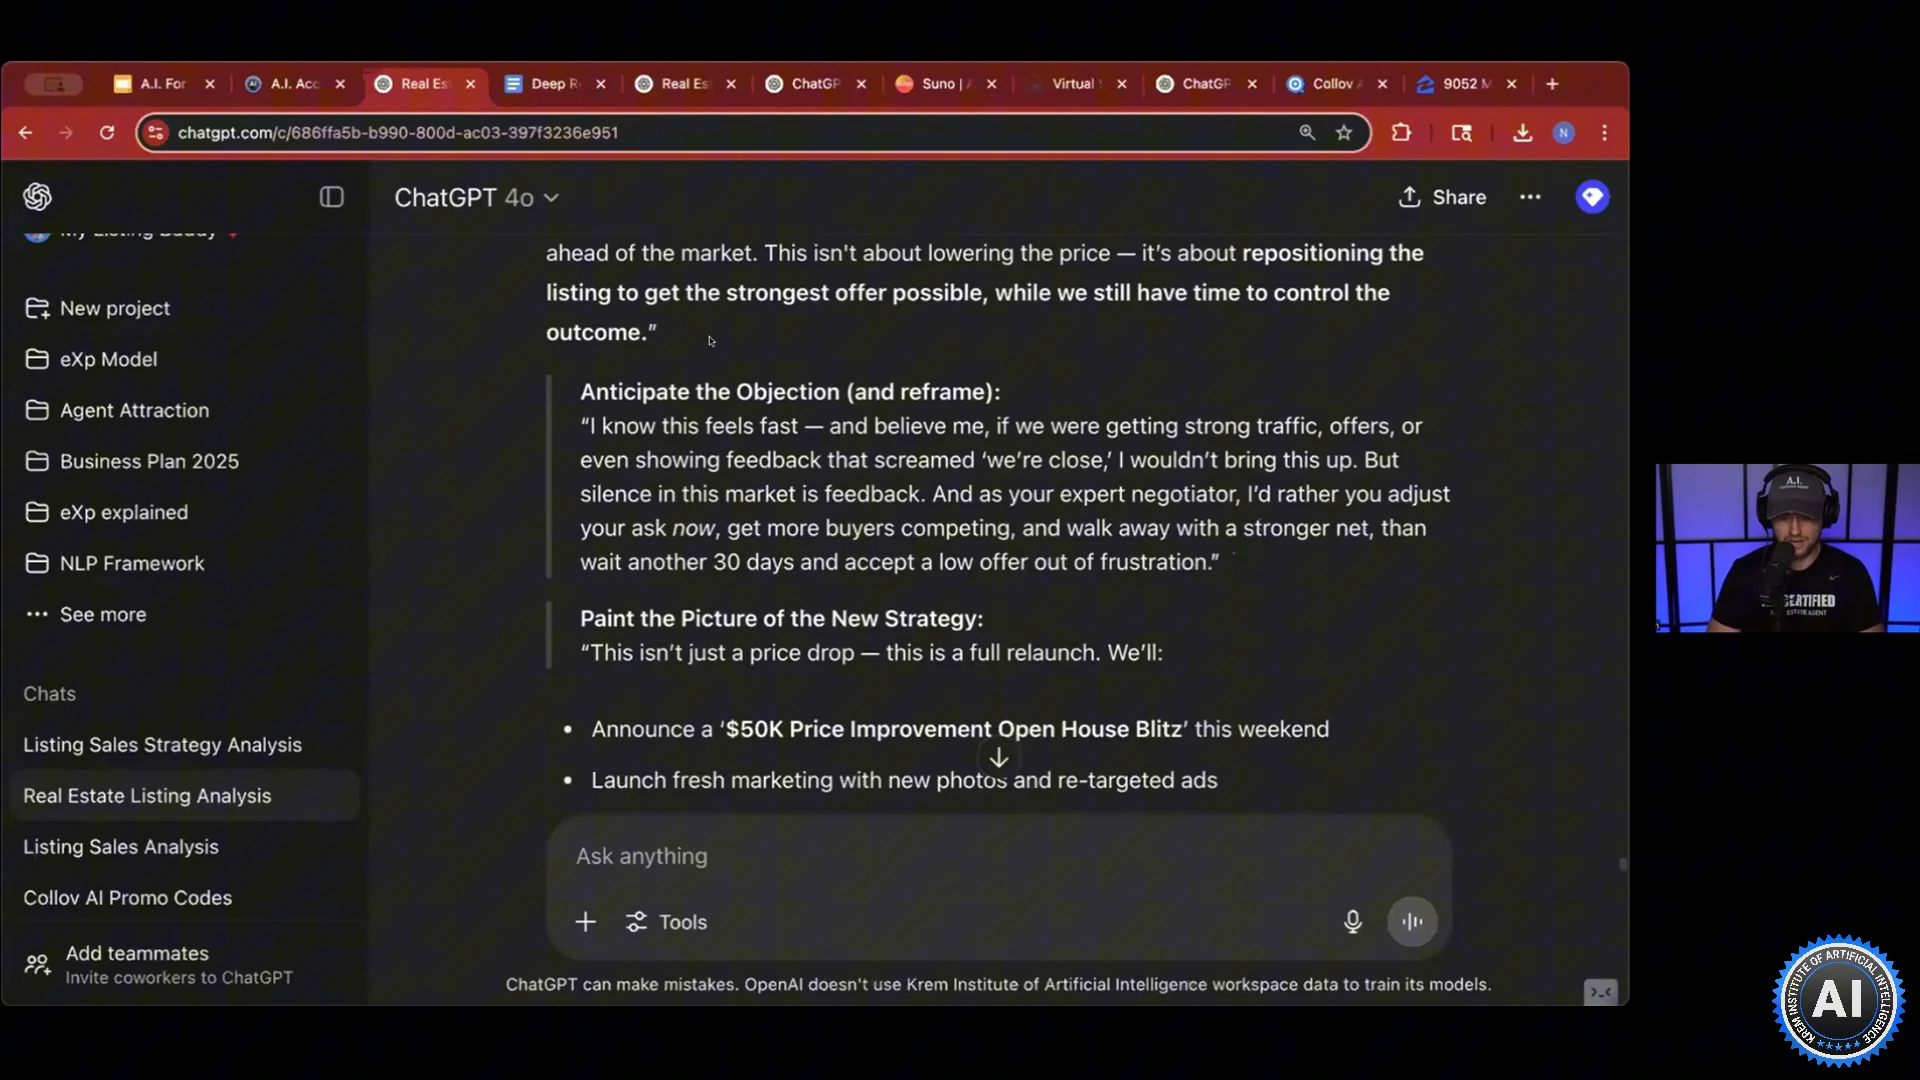 A.I. For
A.I. Acc
Real Es
Deep R
Real Es
ChatGP
Suno | A
Virtual
ChatGP
Collov A
9052 M
chatgpt.com/c/686ffa5b-b990-800d-ac03-397f3236e951
N
ChatGPT 4o
Share
My Listing Buddy
New project
eXp Model
Agent Attraction
Business Plan 2025
eXp explained
NLP Framework
See more
Chats
Listing Sales Strategy Analysis
Real Estate Listing Analysis
Listing Sales Analysis
Collov AI Promo Codes
Add teammates
Invite coworkers to ChatGPT
ahead of the market. This isn't about lowering the price — it’s about repositioning the
listing to get the strongest offer possible, while we still have time to control the
outcome.”
Anticipate the Objection (and reframe):
“I know this feels fast — and believe me, if we were getting strong traffic, offers, or
even showing feedback that screamed ‘we’re close,’ I wouldn’t bring this up. But
silence in this market is feedback. And as your expert negotiator, I’d rather you adjust
your ask now, get more buyers competing, and walk away with a stronger net, than
wait another 30 days and accept a low offer out of frustration.”
Paint the Picture of the New Strategy:
“This isn’t just a price drop — this is a full relaunch. We’ll:
• Announce a ‘$50K Price Improvement Open House Blitz’ this weekend
• Launch fresh marketing with new photos and re-targeted ads
Ask anything
Tools
ChatGPT can make mistakes. OpenAI doesn't use Krem Institute of Artificial Intelligence workspace data to train its models.
A.I.
CERTIFIED
KREM INSTITUTE OF ARTIFICIAL INTELLIGENCE
AI